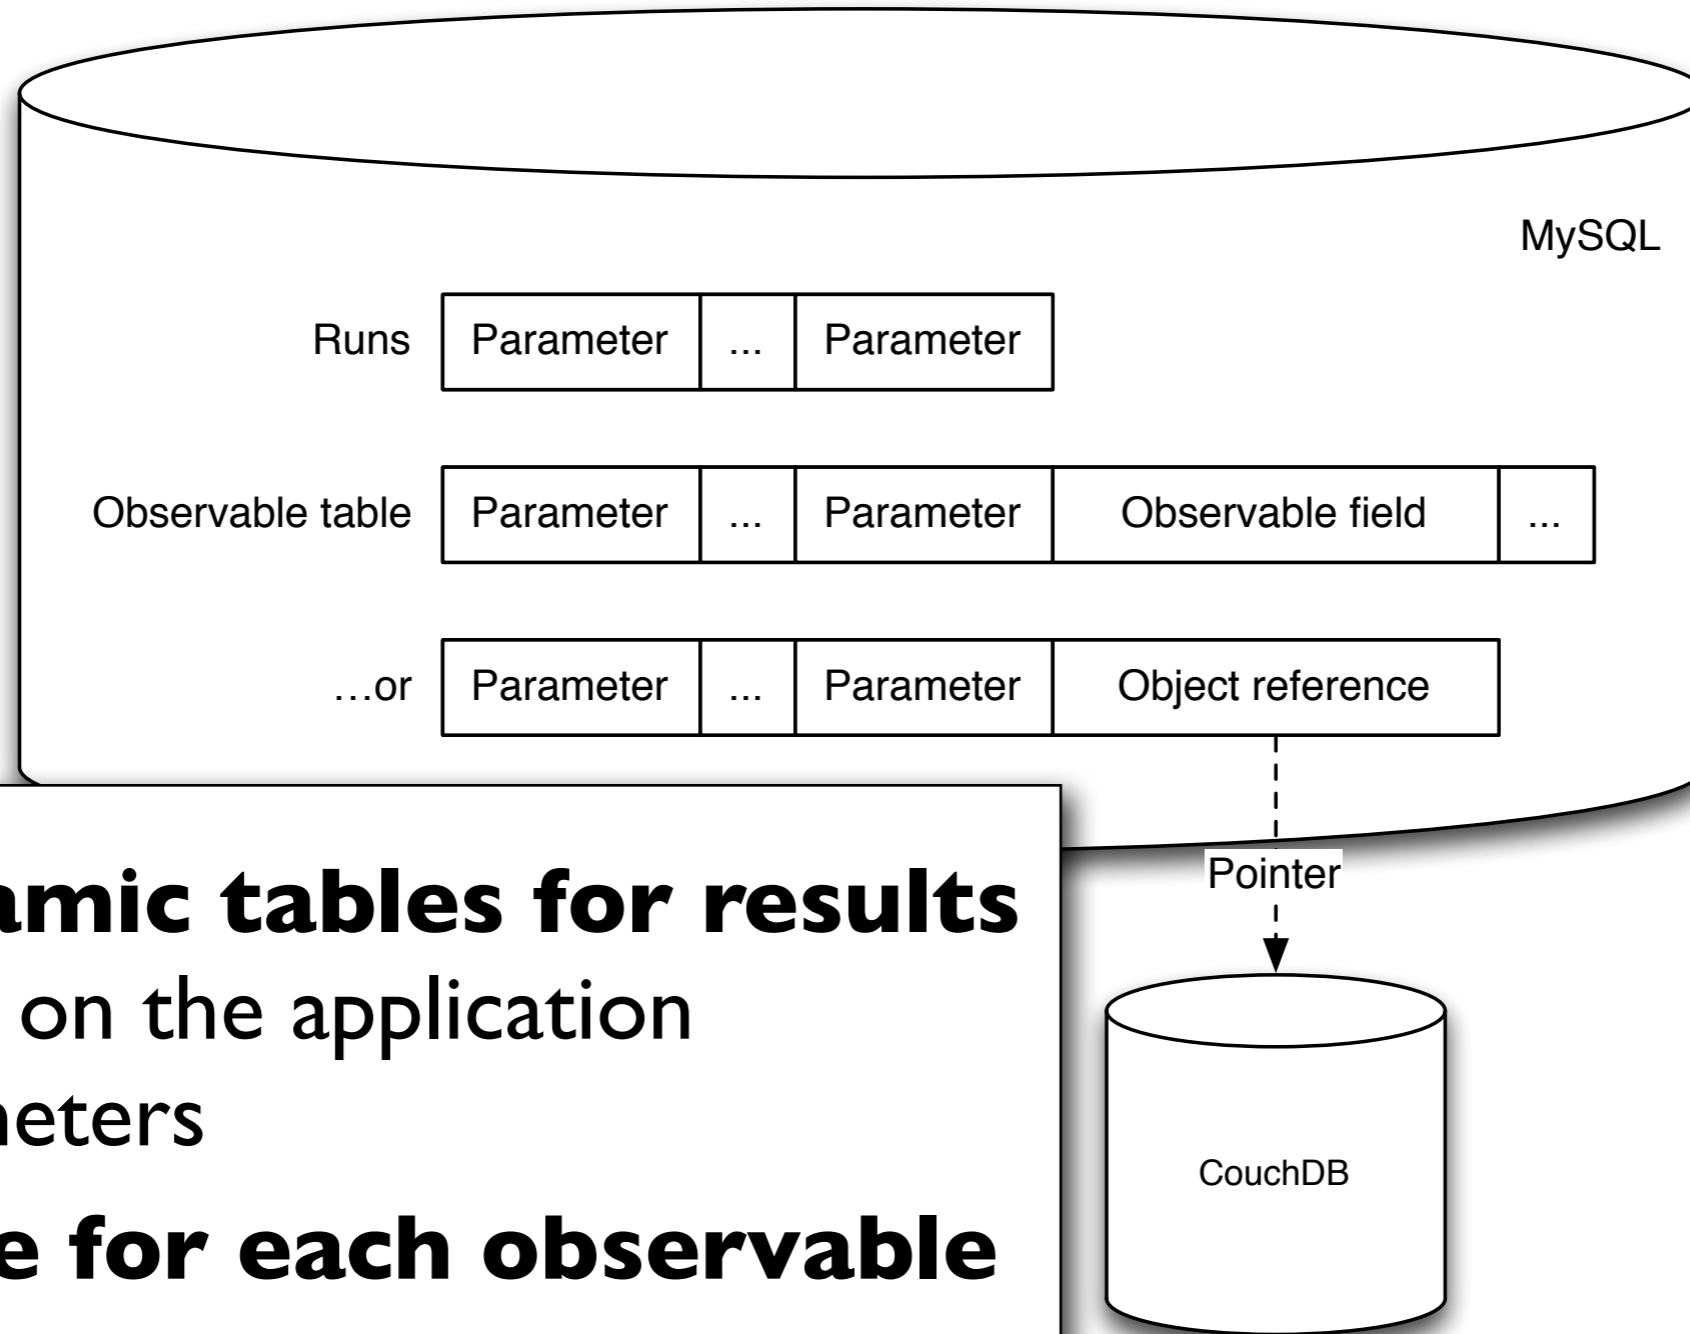 MySQL
Runs Parameter ... Parameter
Observable table Parameter ... Parameter Observable field ...
...or Parameter ... Parameter Object reference
Pointer
amic tables for results
on the application
neters
e for each observable
CouchDB